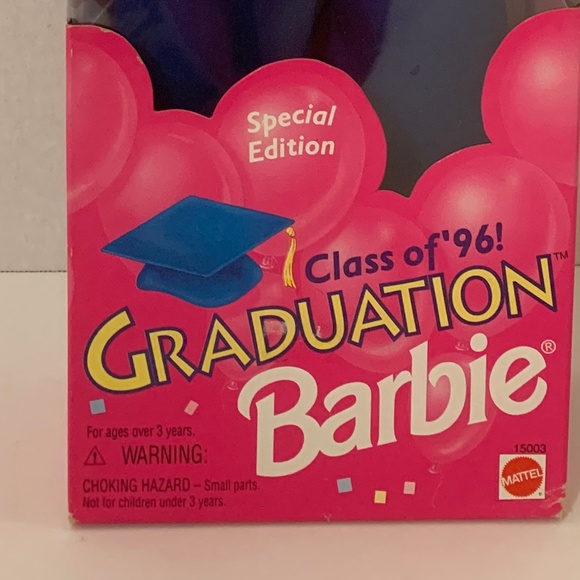 Special
Edition
Class of '96!
GRADUATION™
Barbie®
For ages over 3 years.
⚠ WARNING:
CHOKING HAZARD – Small parts.
Not for children under 3 years.
15003
MATTEL